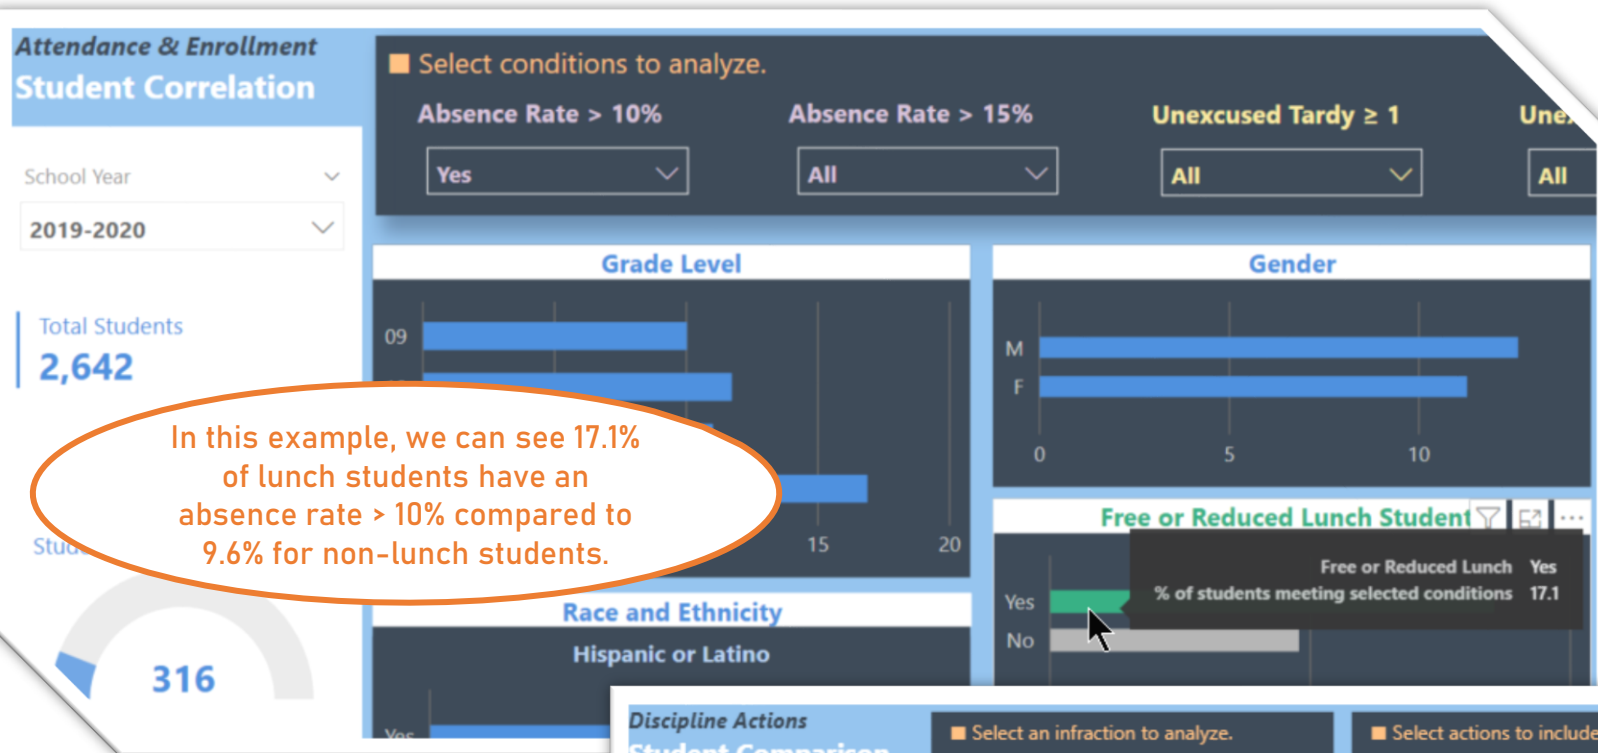 Attendance & Enrollment
Student Correlation
School Year
2019-2020
Total Students
2,642
316
■ Select conditions to analyze.
Absence Rate > 10%
Yes
Absence Rate > 15%
All
Unexcused Tardy ≥ 1
All
All
Grade Level
09
15
20
In this example, we can see 17.1%
of lunch students have an
absence rate > 10% compared to
9.6% for non-lunch students.
Gender
M
F
0
5
10
Free or Reduced Lunch Student
Free or Reduced Lunch Yes
% of students meeting selected conditions 17.1
Yes
No
Race and Ethnicity
Hispanic or Latino
Yes
Discipline Actions
Student Comparison
■ Select an infraction to analyze.
■ Select actions to include